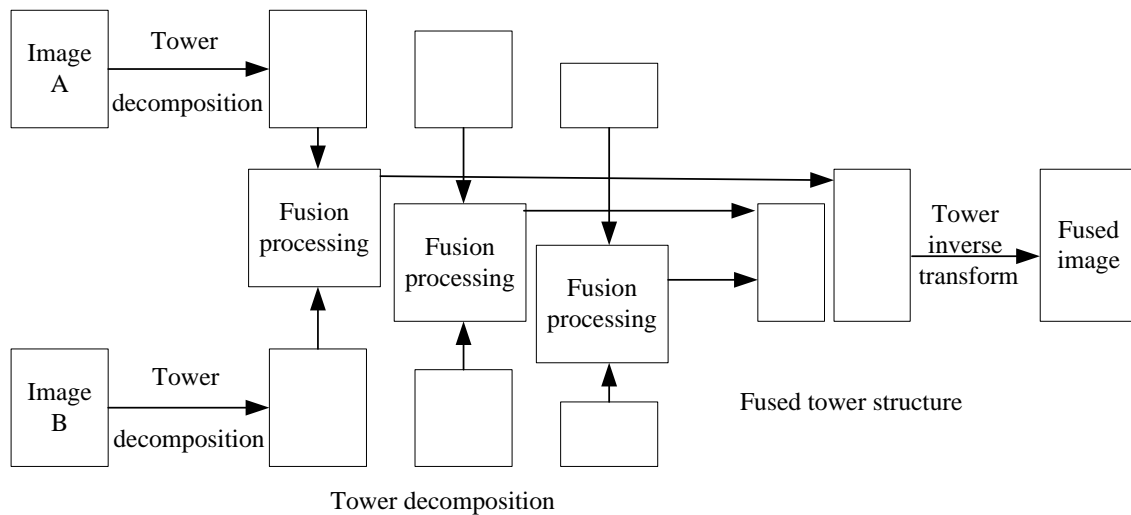 Image
A
Tower
decomposition
Fusion
processing
Fusion
processing
Fusion
processing
Tower
inverse
transform
Fused
image
Image
B
Tower
decomposition
Fused tower structure
Tower decomposition